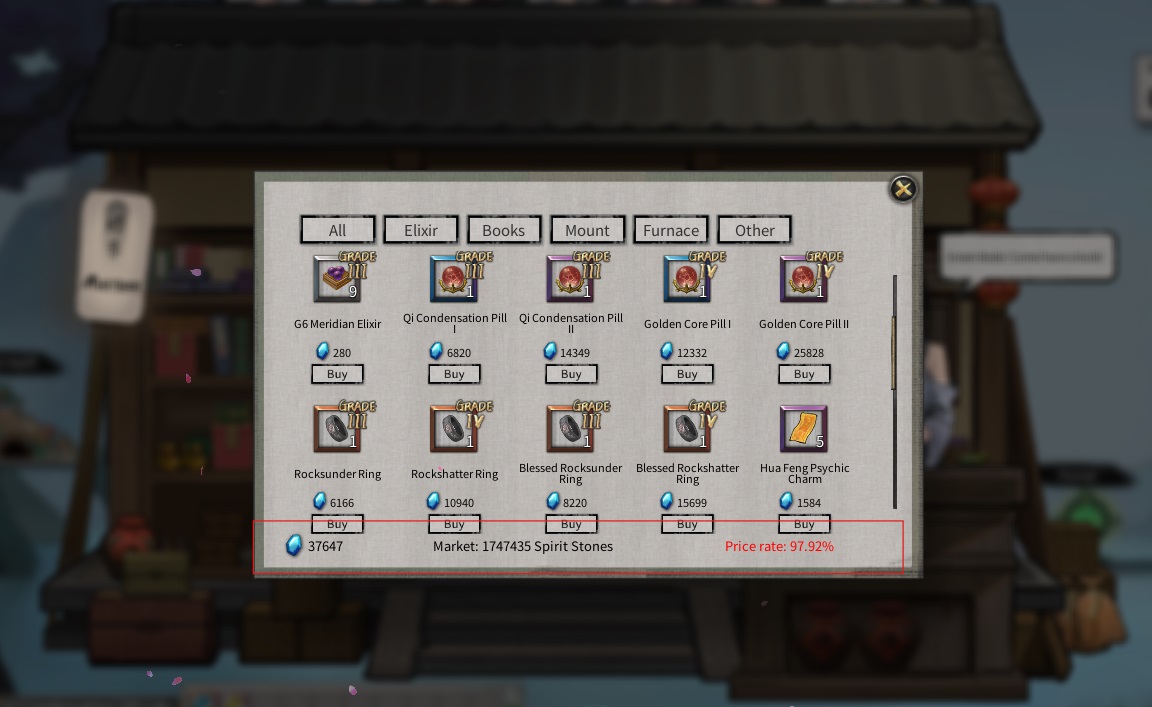 All Elixir Books Mount Furnace Other
GRADE III 9 GRADE III 1 GRADE III 1 GRADE IV 1 GRADE IV 1
G6 Meridian Elixir
Qi Condensation Pill
I
Qi Condensation Pill
II
Golden Core Pill I
Golden Core Pill II
280 6820 14349 12332 25828
Buy Buy Buy Buy Buy
GRADE III 1 GRADE IV 1 GRADE III 1 GRADE IV 1 5
Rocksunder Ring
Rockshatter Ring
Blessed Rocksunder
Ring
Blessed Rockshatter
Ring
Hua Feng Psychic
Charm
6166 10940 8220 15699 1584
Buy Buy Buy Buy Buy
37647 Market: 1747435 Spirit Stones Price rate: 97.92%